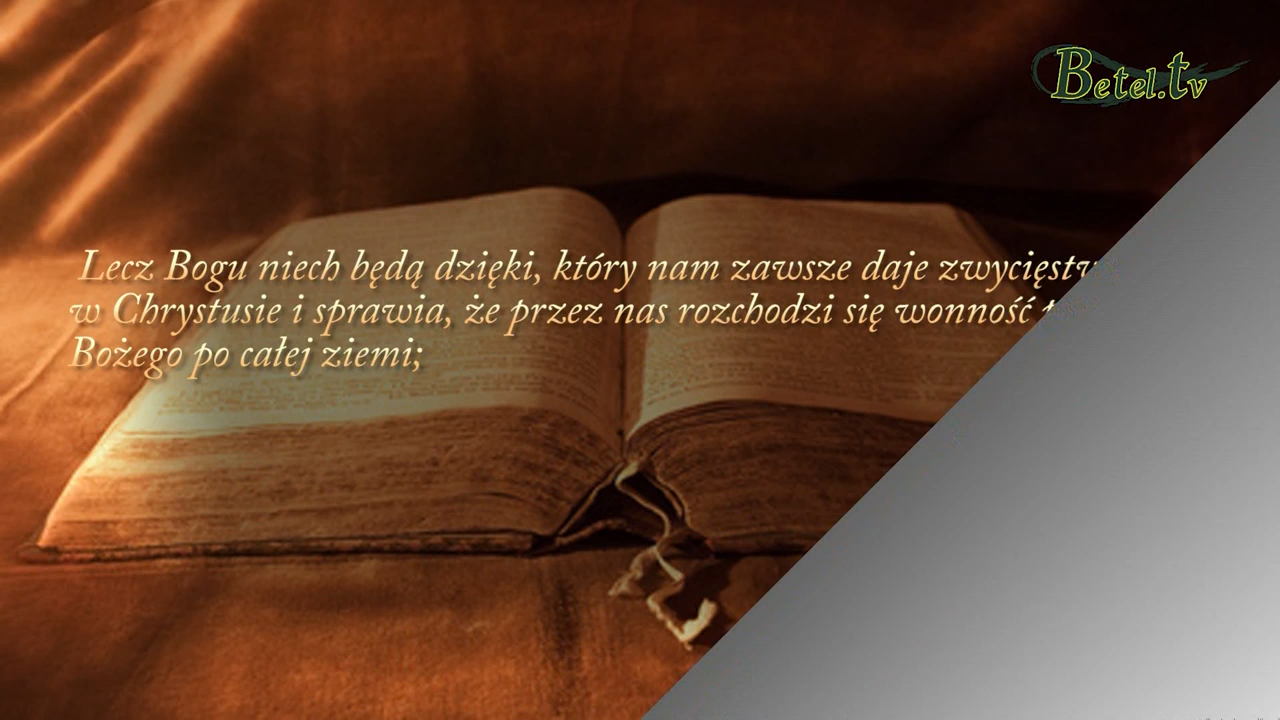 Betel.tv
Lecz Bogu niech będą dzięki, który nam zawsze daje
w Chrystusie i sprawia, że przez nas rozchodzi się wonność
Bożego po całej ziemi;